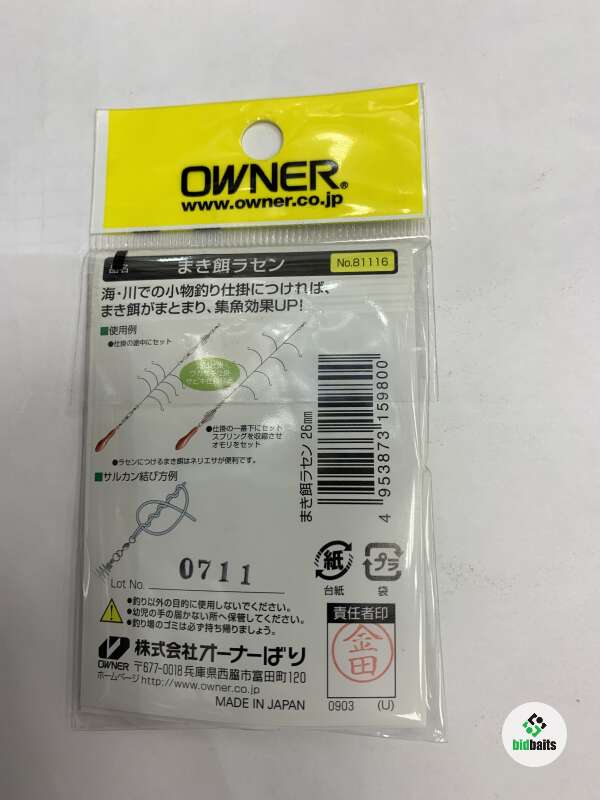 OWNER®
www.owner.co.jp
品名 まき餌ラセン No.81116
海・川での小物釣り仕掛につければ、
まき餌がまとまり、集魚効果UP!
■使用例
●仕掛の途中にセット
●仕掛の一番下にセット
スプリングを収縮させ
オモリをセット
●ラセンにつけるまき餌はネリエサが便利です。
■サルカン結び方例
まき餌ラセン 26mm
4 953873 159800
Lot No. 0711
紙
台紙
プラ
袋
●釣り以外の目的に使用しないでください。
●幼児の手の届かない所へ保管してください。
●釣り場のゴミは必ず持ち帰りましょう。
責任者印
金田
0903 (U)
OWNER
株式会社オーナーばり
〒677-0018兵庫県西脇市富田町120
ホームページhttp://www.owner.co.jp
MADE IN JAPAN
bidbaits